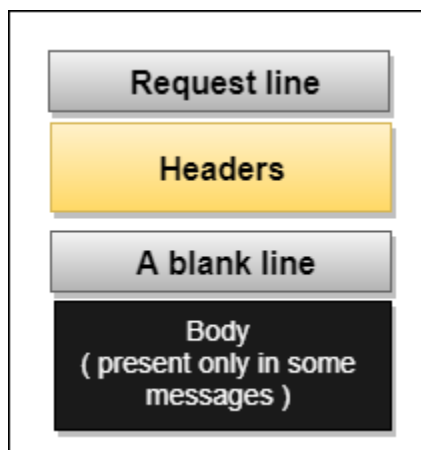 Request line
Headers
A blank line
Body
( present only in some
messages )